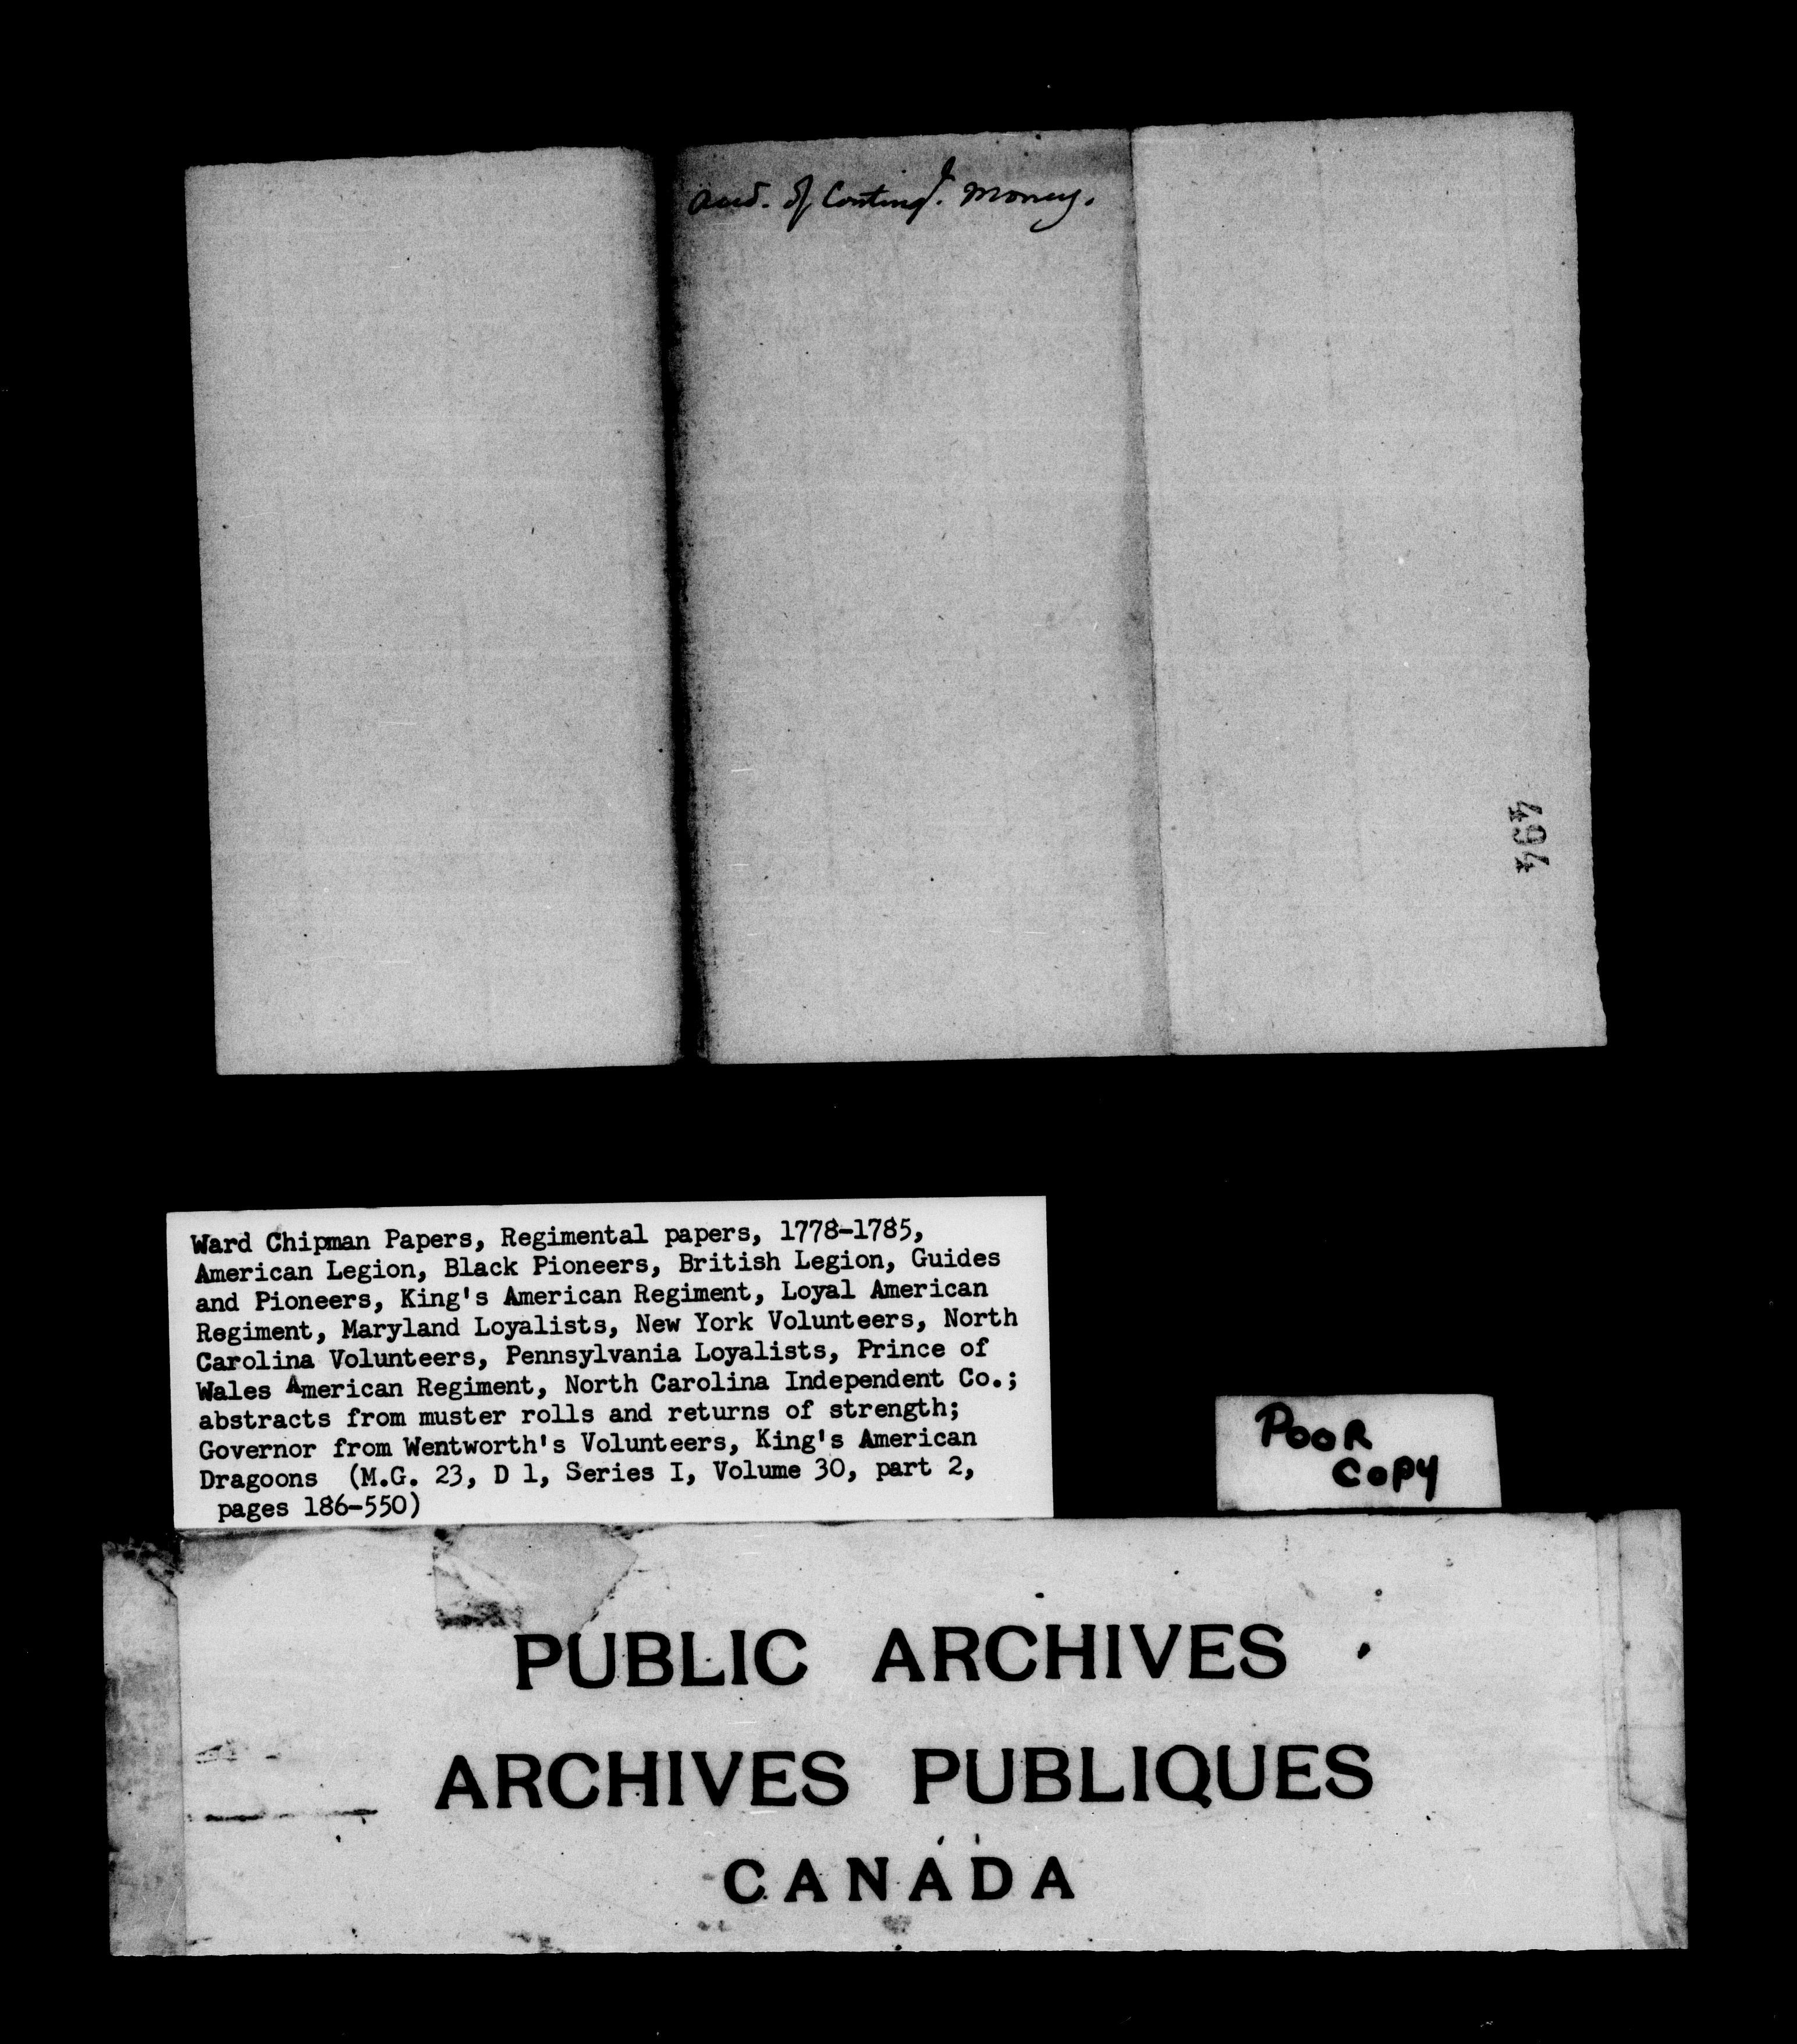 of Conting.t Money.
494
Ward Chipman Papers, Regimental papers, 1778-1785,
American Legion, Black Pioneers, British Legion, Guides
and Pioneers, King's American Regiment, Loyal American
Regiment, Maryland Loyalists, New York Volunteers, North
Carolina Volunteers, Pennsylvania Loyalists, Prince of
Wales American Regiment, North Carolina Independent Co.;
abstracts from muster rolls and returns of strength;
Governor from Wentworth's Volunteers, King's American
Dragoons (M.G. 23, D 1, Series I, Volume 30, part 2,
pages 186-550)
POOR
COPY
PUBLIC ARCHIVES
ARCHIVES PUBLIQUES
CANADA